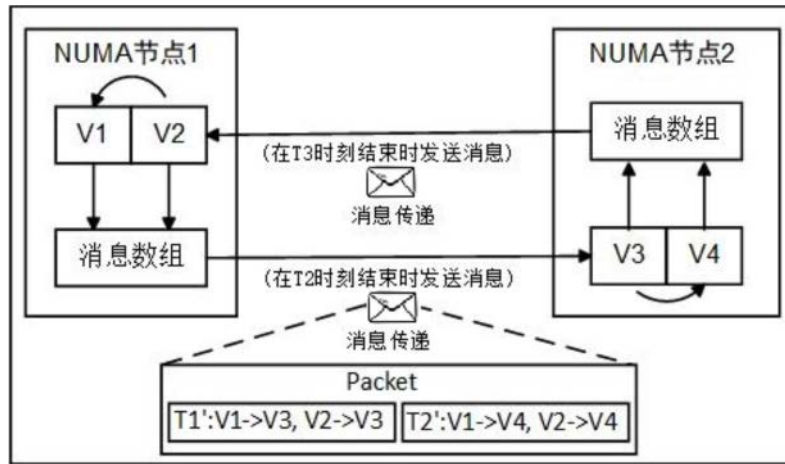 NUMA节点1
NUMA节点2
V1 V2
消息数组
(在T3时刻结束时发送消息)
消息传递
消息数组
V3 V4
(在T2时刻结束时发送消息)
消息传递
Packet
T1':V1->V3, V2->V3
T2':V1->V4, V2->V4